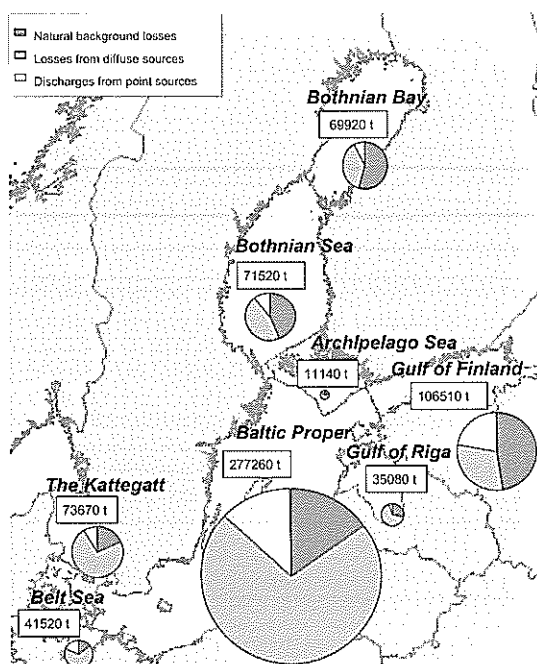 Natural background losses
Losses from diffuse sources
Discharges from point sources
Bothnian Bay
69920 t
Bothnian Sea
71520 t
Archipelago Sea
11140 t
Gulf of Finland
106510 t
Baltic Proper
277260 t
Gulf of Riga
35080 t
The Kattegatt
73670 t
Belt Sea
41520 t